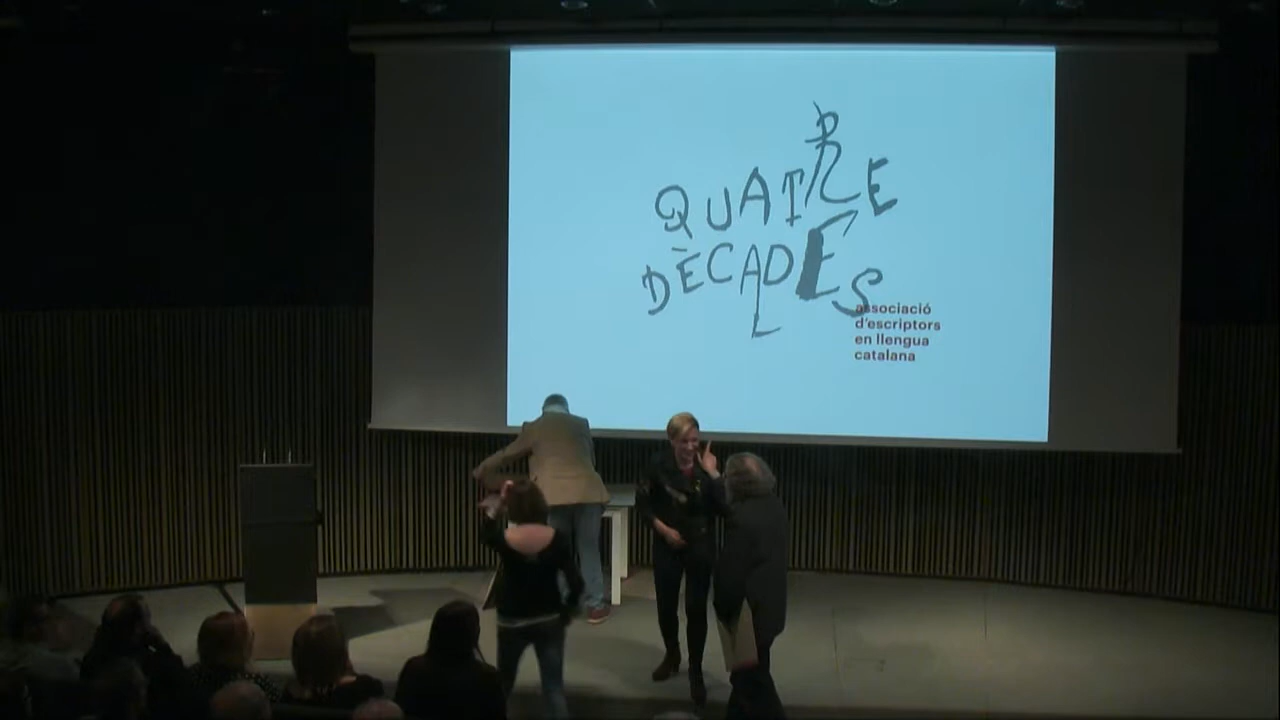 QUATRE
DÈCADES
associació
d'escriptors
en llengua
catalana